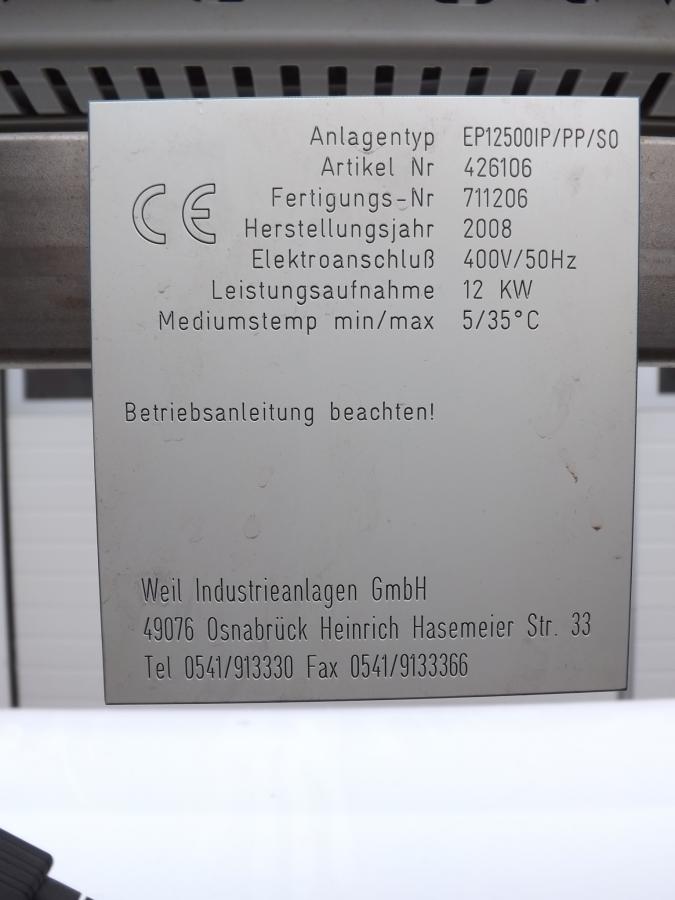 Anlagentyp EP12500IP/PP/SO
Artikel Nr 426106
Fertigungs-Nr 711206
CE
Herstellungsjahr 2008
Elektroanschluß 400V/50Hz
Leistungsaufnahme 12 KW
Mediumstemp min/max 5/35°C
Betriebsanleitung beachten!
Weil Industrieanlagen GmbH
49076 Osnabrück Heinrich Hasemeier Str. 33
Tel 0541/913330 Fax 0541/9133366